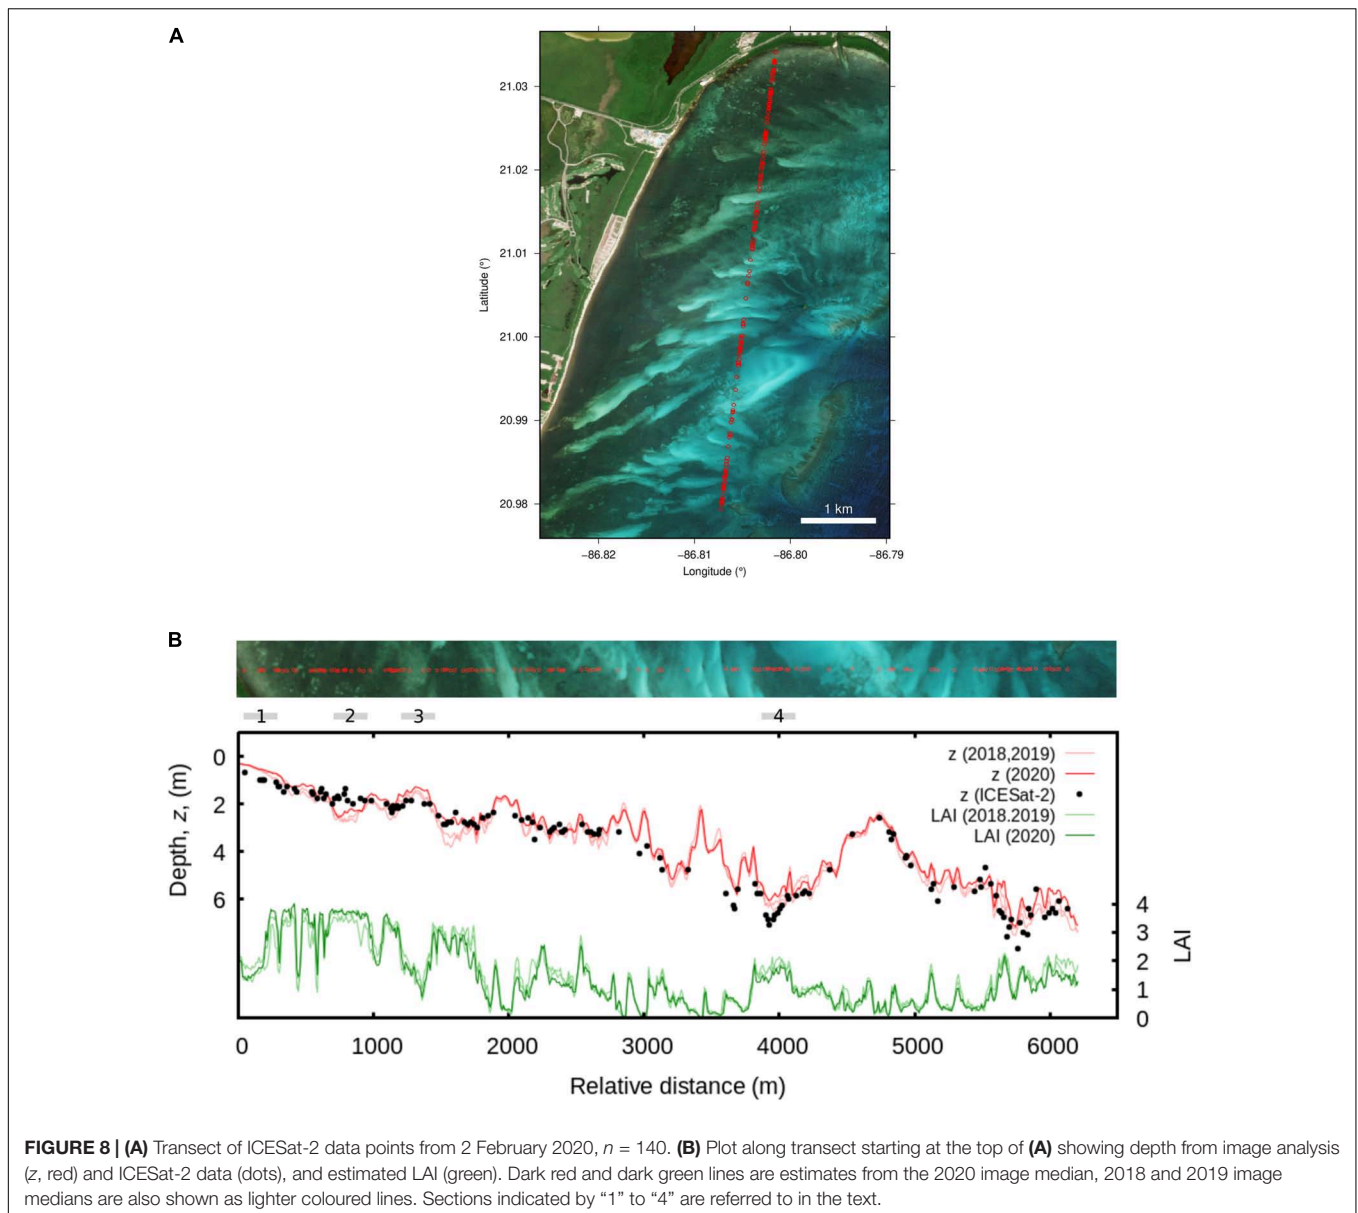 A
21.03
21.02
21.01
21.00
20.99
20.98
Latitude (°)
1 km
−86.82
−86.81
−86.80
−86.79
Longitude (°)
B
1
2
3
4
0
2
4
6
Depth, z, (m)
z (2018,2019)
z (2020)
z (ICESat-2)
LAI (2018.2019)
LAI (2020)
4
3
2
1
0
LAI
0
1000
2000
3000
4000
5000
6000
Relative distance (m)
FIGURE 8 | (A) Transect of ICESat-2 data points from 2 February 2020, n = 140. (B) Plot along transect starting at the top of (A) showing depth from image analysis
(z, red) and ICESat-2 data (dots), and estimated LAI (green). Dark red and dark green lines are estimates from the 2020 image median, 2018 and 2019 image
medians are also shown as lighter coloured lines. Sections indicated by “1” to “4” are referred to in the text.